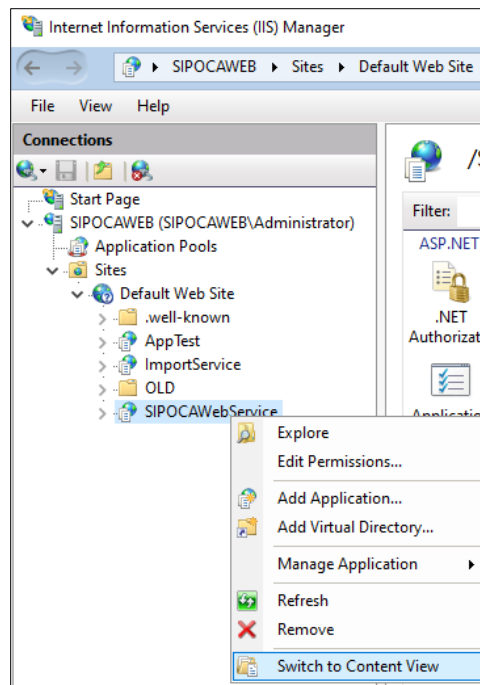 Internet Information Services (IIS) Manager
SIPOCAWEB Sites Default Web Site
File View Help
Connections
Start Page
SIPOCAWEB (SIPOCAWEB\Administrator)
Application Pools
Sites
Default Web Site
.well-known
AppTest
ImportService
OLD
SIPOCAWebService
Filter:
ASP.NET
.NET
Explore
Edit Permissions...
Add Application...
Add Virtual Directory...
Manage Application
Refresh
Remove
Switch to Content View